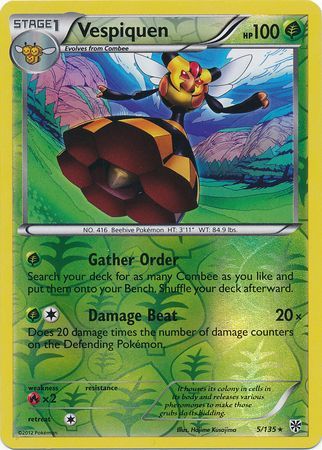 STAGE1
Vespiquen
HP100
Evolves from Combee
NO. 416 Beehive Pokémon HT: 3'11" WT: 84.9 lbs.
Gather Order
Search your deck for as many Combee as you like and
put them onto your Bench. Shuffle your deck afterward.
Damage Beat 20×
Does 20 damage times the number of damage counters
on the Defending Pokémon.
weakness resistance
×2
retreat
It houses its colony in cells in
its body and releases various
pheromones to make those
grubs do its bidding.
©2012 Pokémon
Illus. Hajime Kusajima
5/135★